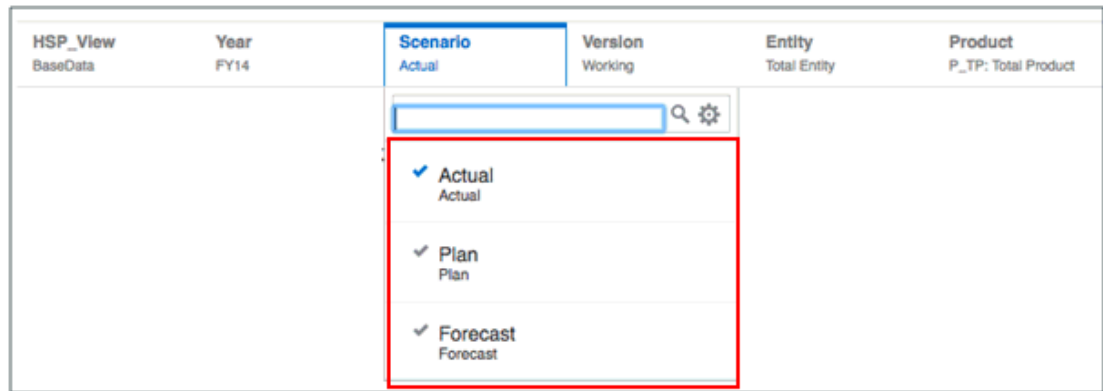 HSP_View Year Scenario Version Entity Product
BaseData FY14 Actual Working Total Entity P_TP: Total Product
Actual
Actual
Plan
Plan
Forecast
Forecast